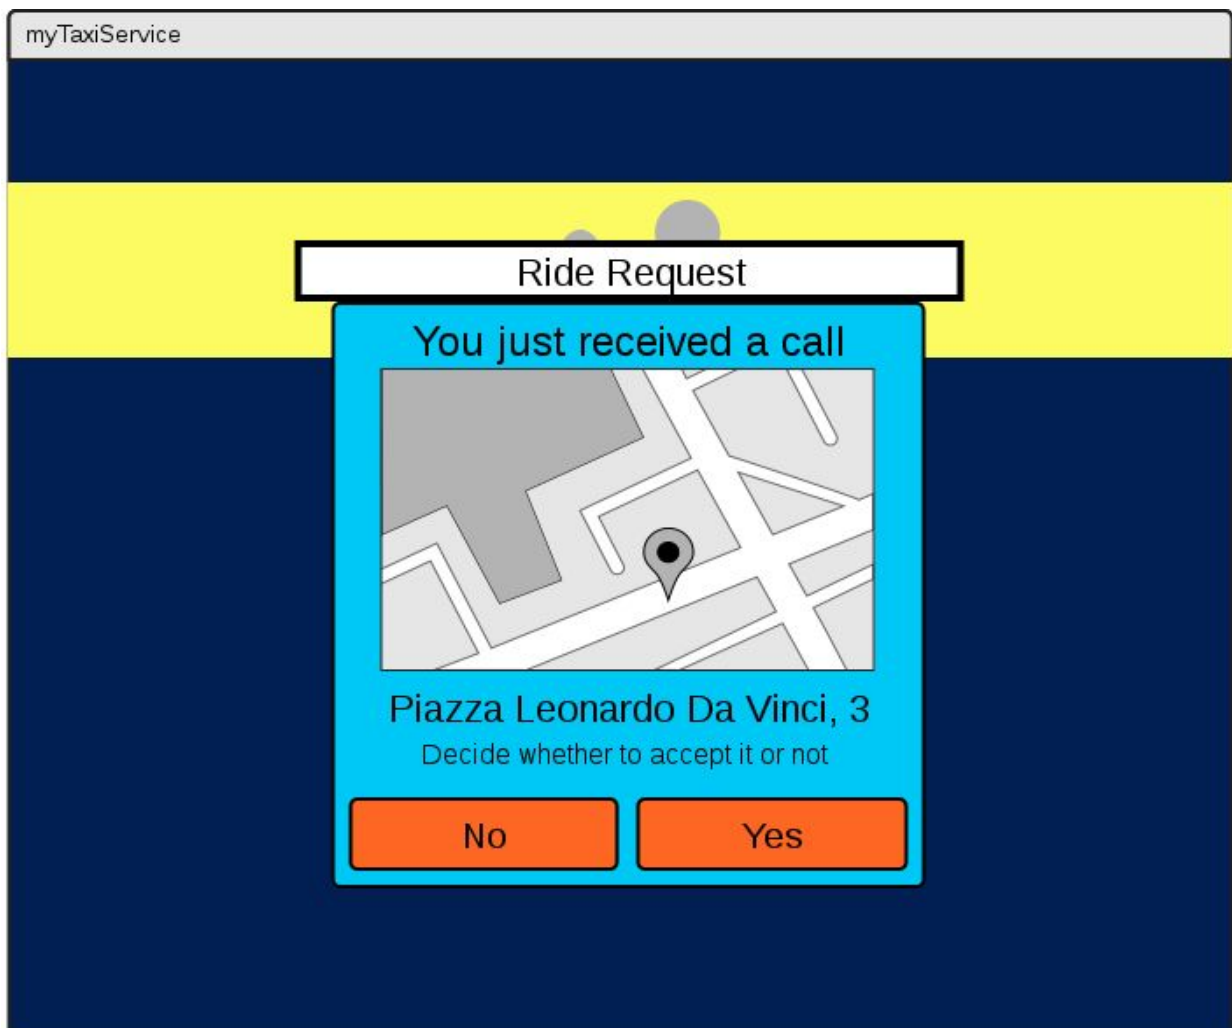 myTaxiService
Ride Request
You just received a call
Piazza Leonardo Da Vinci, 3
Decide whether to accept it or not
No
Yes